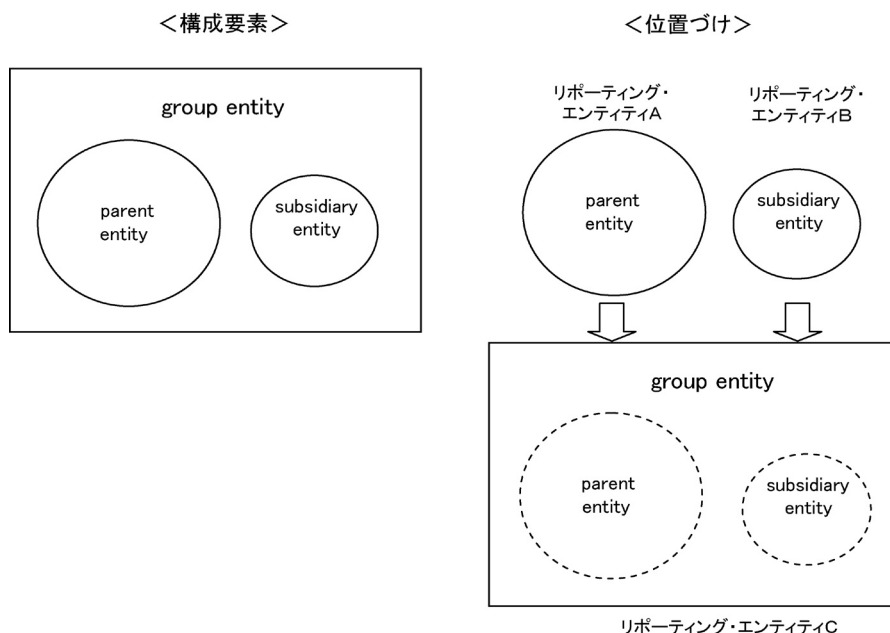 <構成要素>
group entity
parent
entity
subsidiary
entity
<位置づけ>
リポーティング・
エンティティA
リポーティング・
エンティティB
parent
entity
subsidiary
entity
group entity
parent
entity
subsidiary
entity
リポーティング・エンティティC